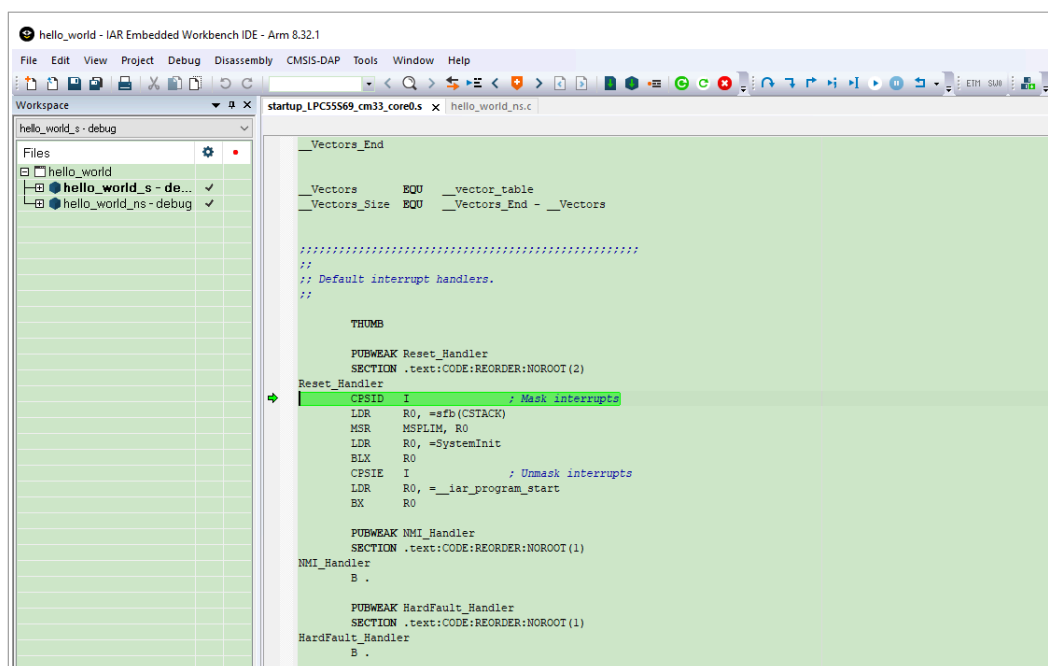 hello_world - IAR Embedded Workbench IDE - Arm 8.32.1
File Edit View Project Debug Disassembly CMSIS-DAP Tools Window Help
ETM SWO
Workspace
startup_LPC55S69_cm33_core0.s x hello_world_ns.c
hello_world_s - debug
Files
hello_world
hello_world_s - de...
hello_world_ns - debug
__Vectors_End
__Vectors EQU __vector_table
__Vectors_Size EQU __Vectors_End - __Vectors
;;;;;;;;;;;;;;;;;;;;;;;;;;;;;;;;;;;;;;;;;;;;;;;;;;;;
;;
;; Default interrupt handlers.
;;
THUMB
PUBWEAK Reset_Handler
SECTION .text:CODE:REORDER:NOROOT(2)
Reset_Handler
CPSID I ; Mask interrupts
LDR R0, =sfb(CSTACK)
MSR MSPLIM, R0
LDR R0, =SystemInit
BLX R0
CPSIE I ; Unmask interrupts
LDR R0, =__iar_program_start
BX R0
PUBWEAK NMI_Handler
SECTION .text:CODE:REORDER:NOROOT(1)
NMI_Handler
B .
PUBWEAK HardFault_Handler
SECTION .text:CODE:REORDER:NOROOT(1)
HardFault_Handler
B .